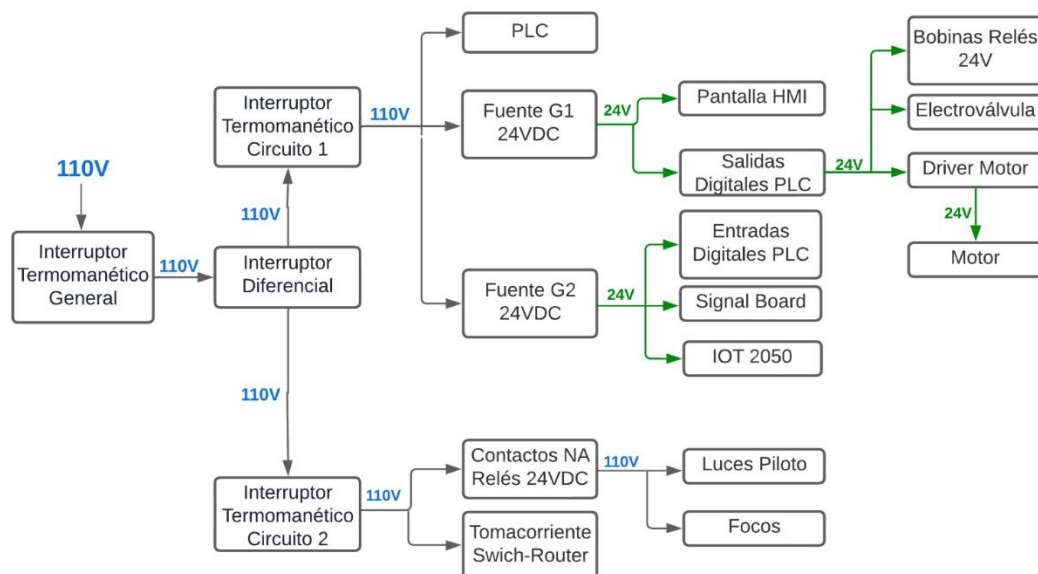 PLC
Bobinas Relés
24V
Interruptor
Termomanético
Circuito 1
110V
Fuente G1
24VDC
24V
Pantalla HMI
Electroválvula
Salidas
Digitales PLC
24V
Driver Motor
110V
110V
24V
Interruptor
Termomanético
General
110V
Interruptor
Diferencial
Entradas
Digitales PLC
Motor
Fuente G2
24VDC
24V
Signal Board
IOT 2050
110V
Interruptor
Termomanético
Circuito 2
110V
Contactos NA
Relés 24VDC
110V
Luces Piloto
Tomacorriente
Swich-Router
Focos